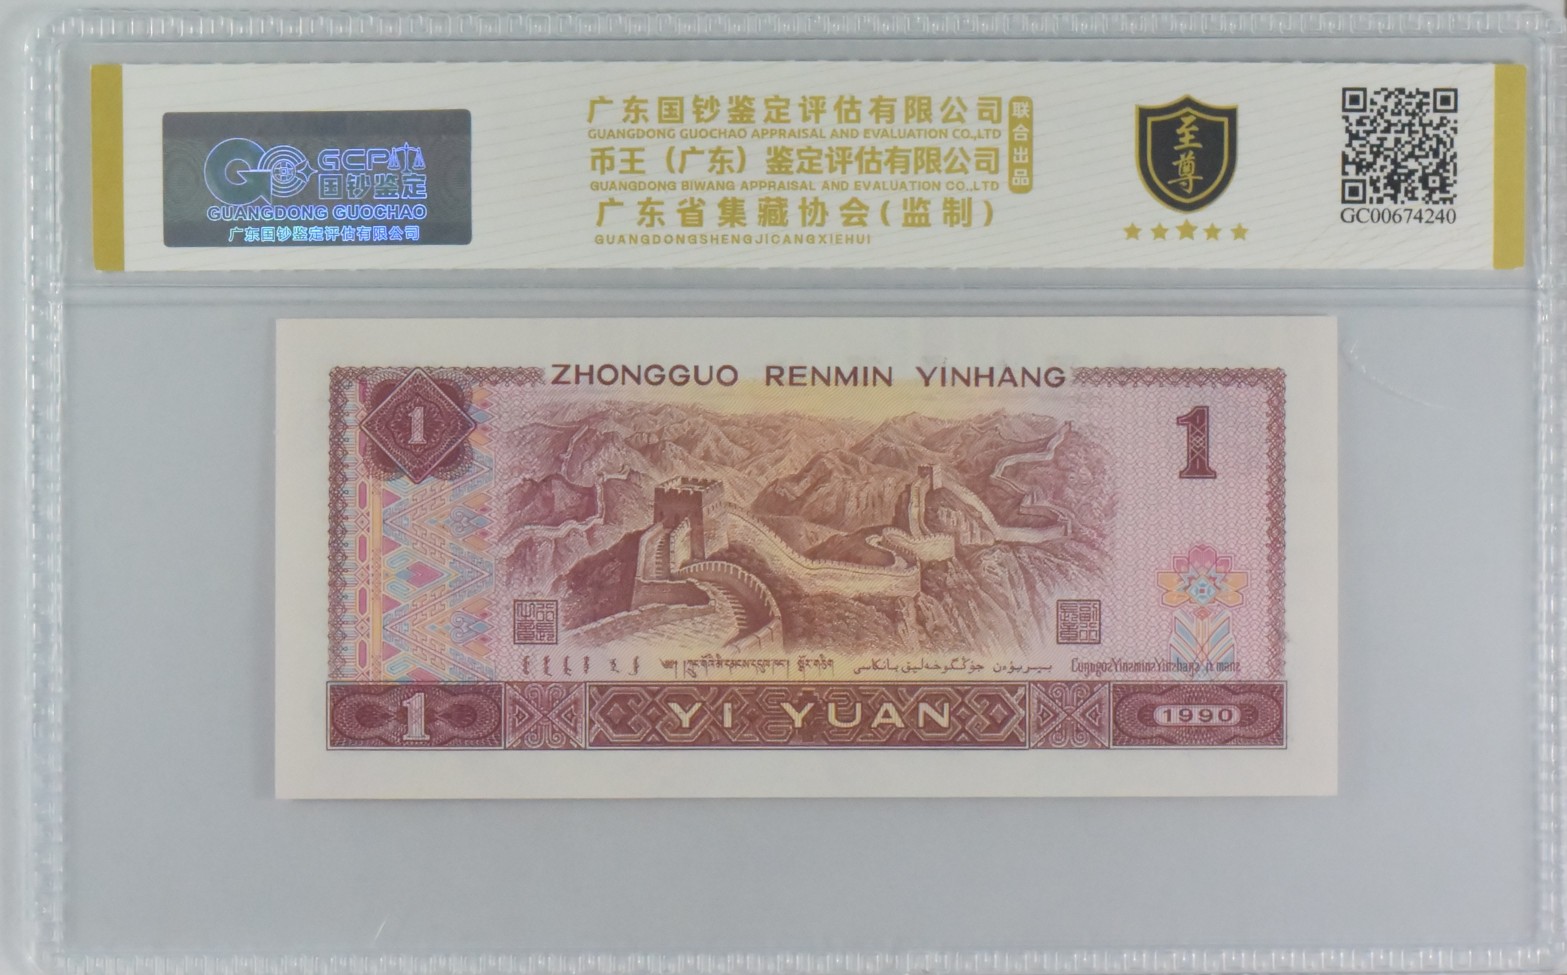 GCP
国钞鉴定
GUANGDONG GUOCHAO
广东国钞鉴定评估有限公司
广东国钞鉴定评估有限公司
GUANGDONG GUOCHAO APPRAISAL AND EVALUATION CO.,LTD
币王（广东）鉴定评估有限公司
GUANGDONG BIWANG APPRAISAL AND EVALUATION CO.,LTD
广东省集藏协会(监制)
GUANGDONGSHENGJICANGXIEHUI
联合出品
至尊
GC00674240
ZHONGGUO RENMIN YINHANG
1
1
1
YI YUAN
1990